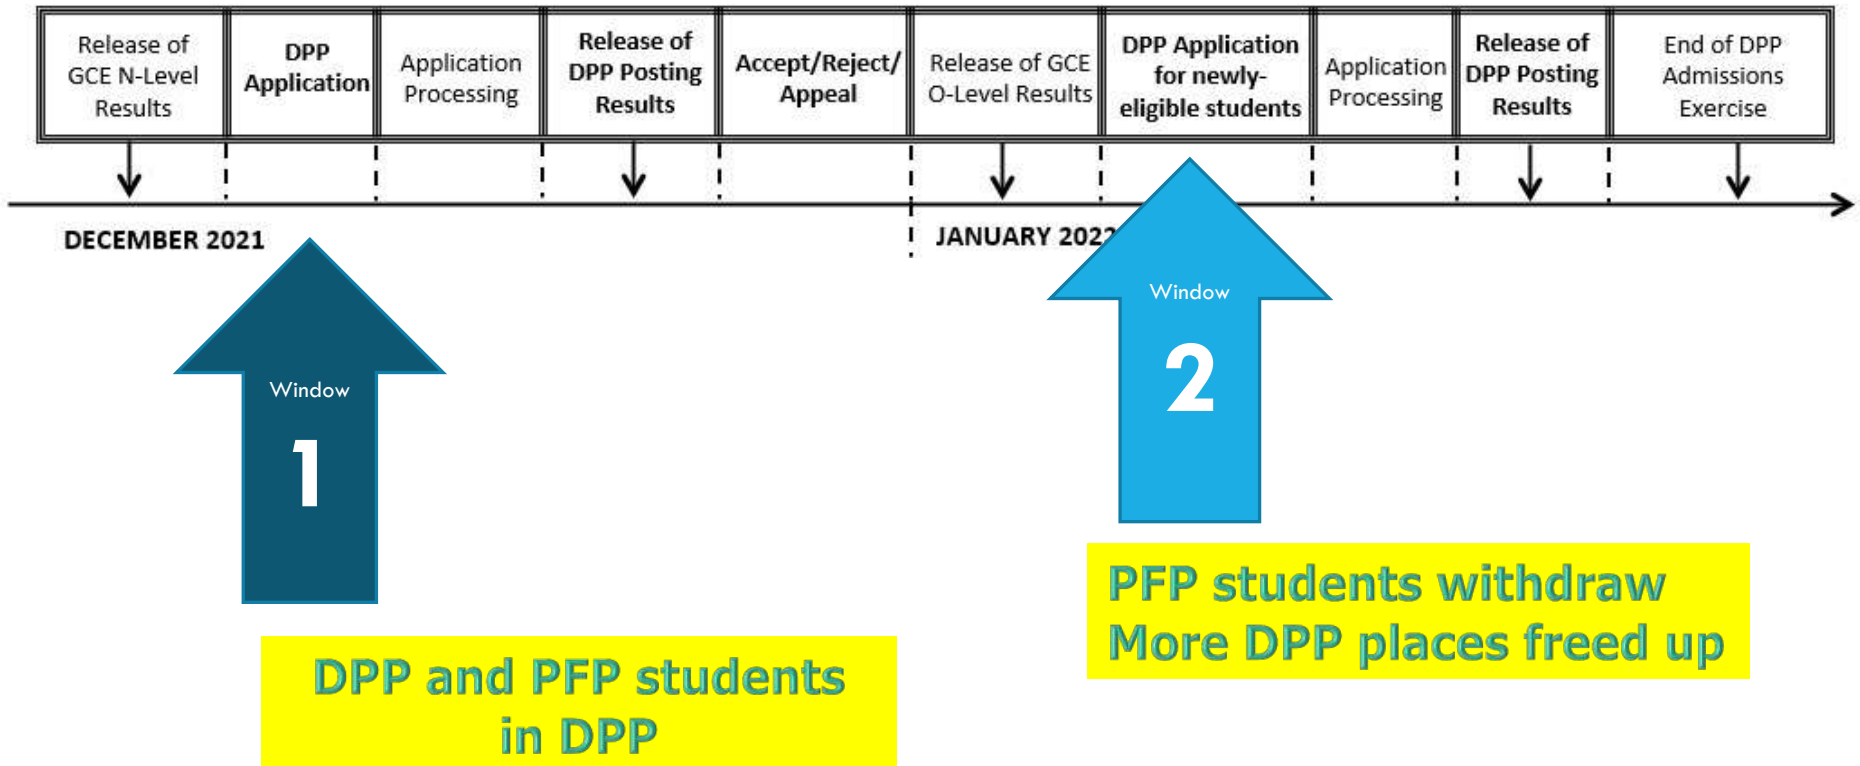 Release of
GCE N-Level
Results
DPP
Application
Application
Processing
Release of
DPP Posting
Results
Accept/Reject/
Appeal
Release of GCE
O-Level Results
DPP Application
for newly-
eligible students
Application
Processing
Release of
DPP Posting
Results
End of DPP
Admissions
Exercise
DECEMBER 2021
JANUARY 2022
Window
1
Window
2
DPP and PFP students
in DPP
PFP students withdraw
More DPP places freed up